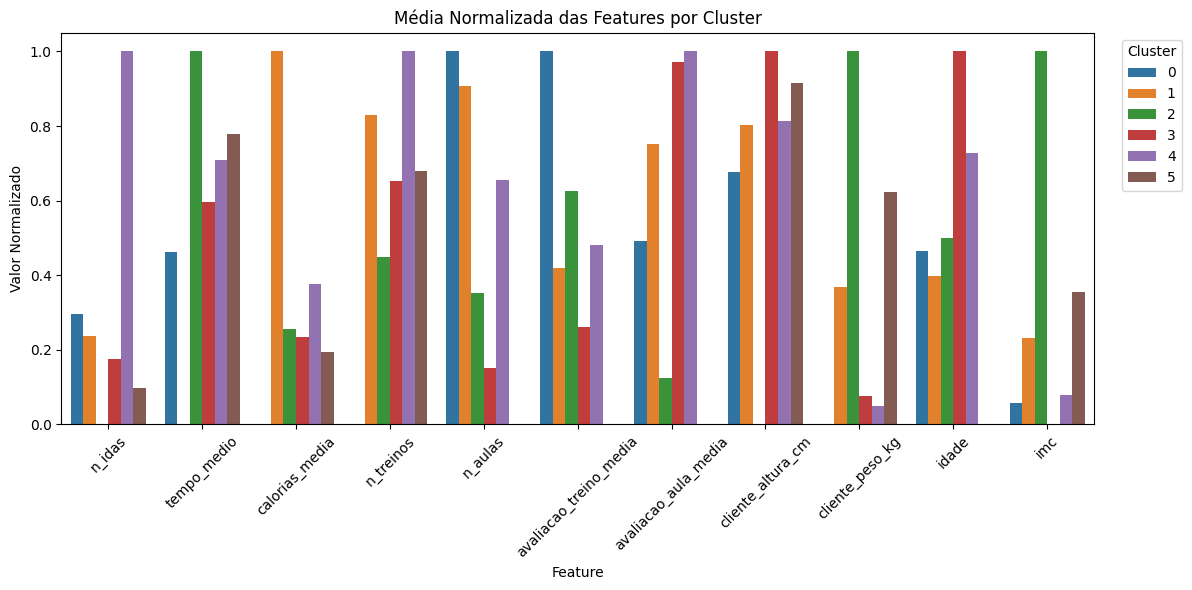 Média Normalizada das Features por Cluster
Valor Normalizado
1.0
0.8
0.6
0.4
0.2
0.0
n_idas
tempo_medio
calorias_media
n_treinos
n_aulas
avaliacao_treino_media
avaliacao_aula_media
cliente_altura_cm
cliente_peso_kg
idade
imc
Feature
Cluster
0
1
2
3
4
5